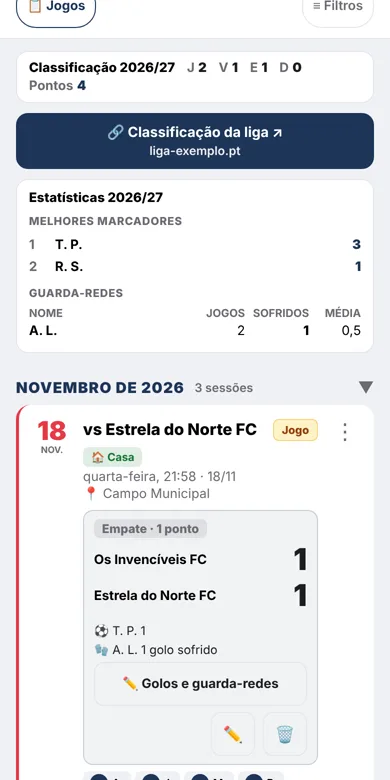 📋 Jogos
≡ Filtros
Classificação 2026/27 J 2 V 1 E 1 D 0
Pontos 4
🔗 Classificação da liga ↗
liga-exemplo.pt
Estatísticas 2026/27
MELHORES MARCADORES
1 T. P. 3
2 R. S. 1
GUARDA-REDES
NOME JOGOS SOFRIDOS MÉDIA
A. L. 2 1 0,5
NOVEMBRO DE 2026 3 sessões ▼
18 vs Estrela do Norte FC Jogo ⋮
NOV.
🏠 Casa
quarta-feira, 21:58 · 18/11
📍 Campo Municipal
Empate · 1 ponto
Os Invencíveis FC 1
Estrela do Norte FC 1
⚽ T. P. 1
🧤 A. L. 1 golo sofrido
✏️ Golos e guarda-redes
✏️ 🗑️